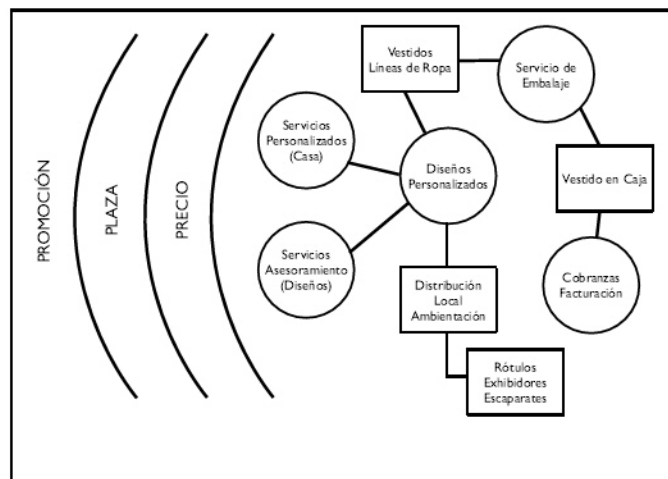 PROMOCIÓN
PLAZA
PRECIO
Vestidos
Líneas de Ropa
Servicio de
Embalaje
Servicios
Personalizados
(Casa)
Diseños
Personalizados
Vestido en Caja
Servicios
Asesoramiento
(Diseños)
Distribución
Local
Ambientación
Cobranzas
Facturación
Rótulos
Exhibidores
Escaparates